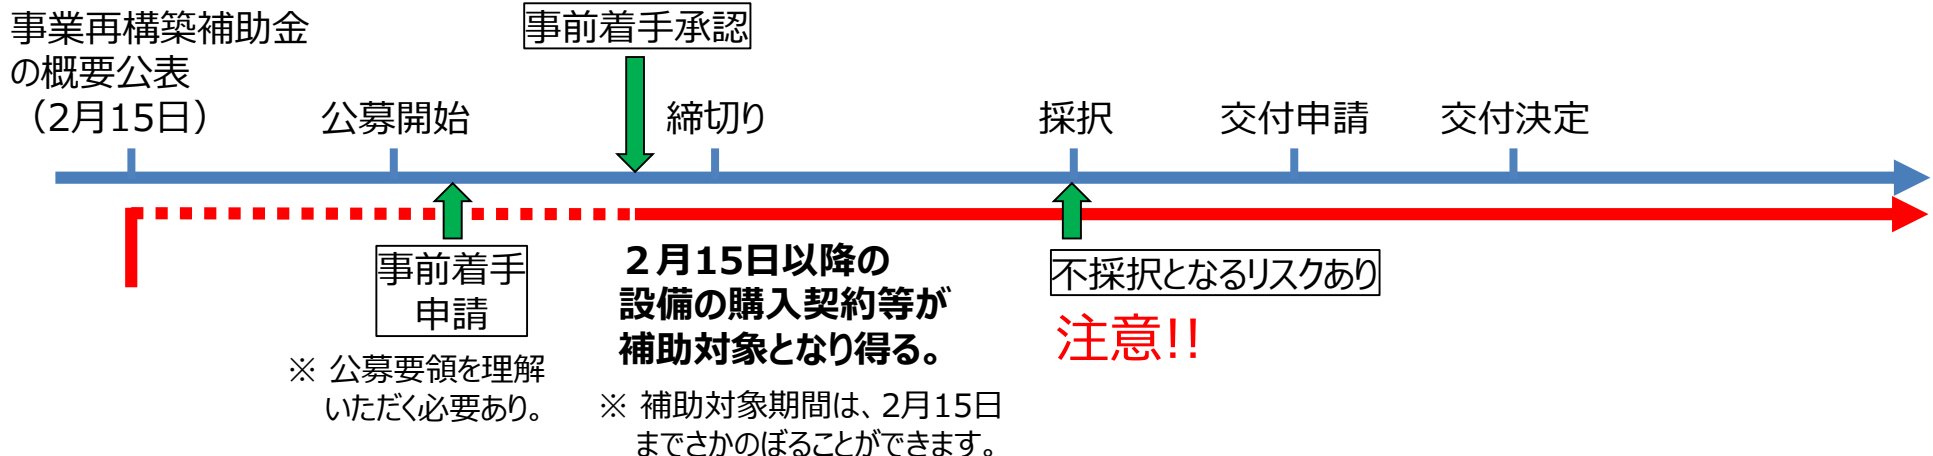 事業再構築補助金
の概要公表
（2月15日）
事前着手承認
公募開始
締切り
採択
交付申請
交付決定
事前着手
申請
※ 公募要領を理解
いただく必要あり。
２月15日以降の
設備の購入契約等が
補助対象となり得る。
※ 補助対象期間は、2月15日
までさかのぼることができます。
不採択となるリスクあり
注意!!